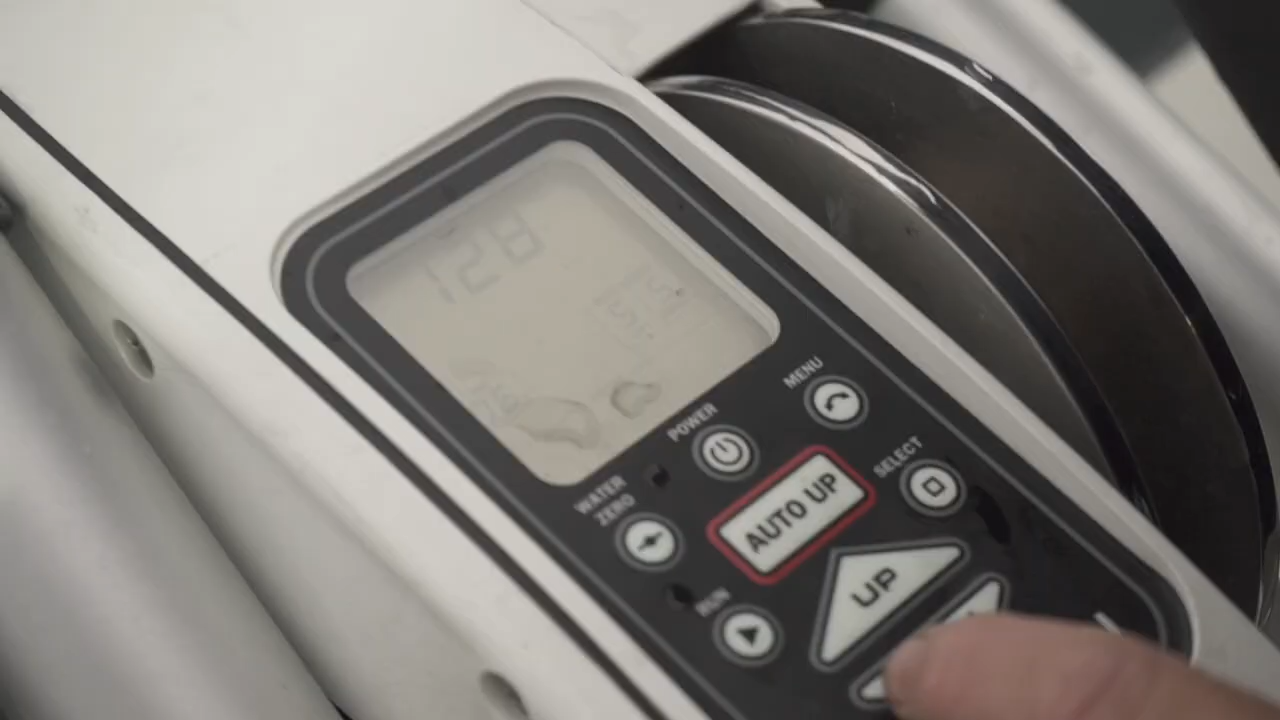 128
MENU
POWER
SELECT
WATER
ZERO
AUTO UP
RUN
UP